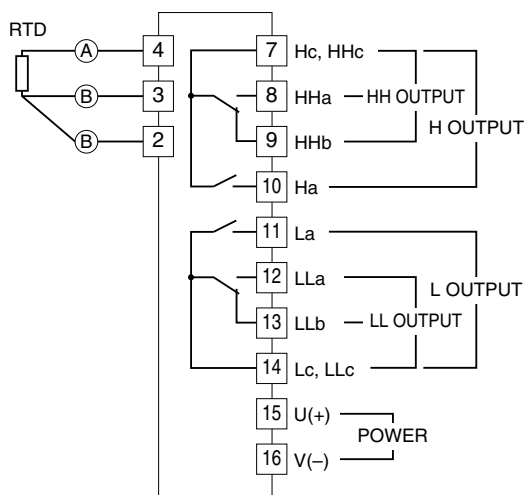 RTD
A 4 7 Hc, HHc
B 3 8 HHa HH OUTPUT
H OUTPUT
B 2 9 HHb
10 Ha
11 La
12 LLa
L OUTPUT
13 LLb LL OUTPUT
14 Lc, LLc
15 U(+)
POWER
16 V(–)